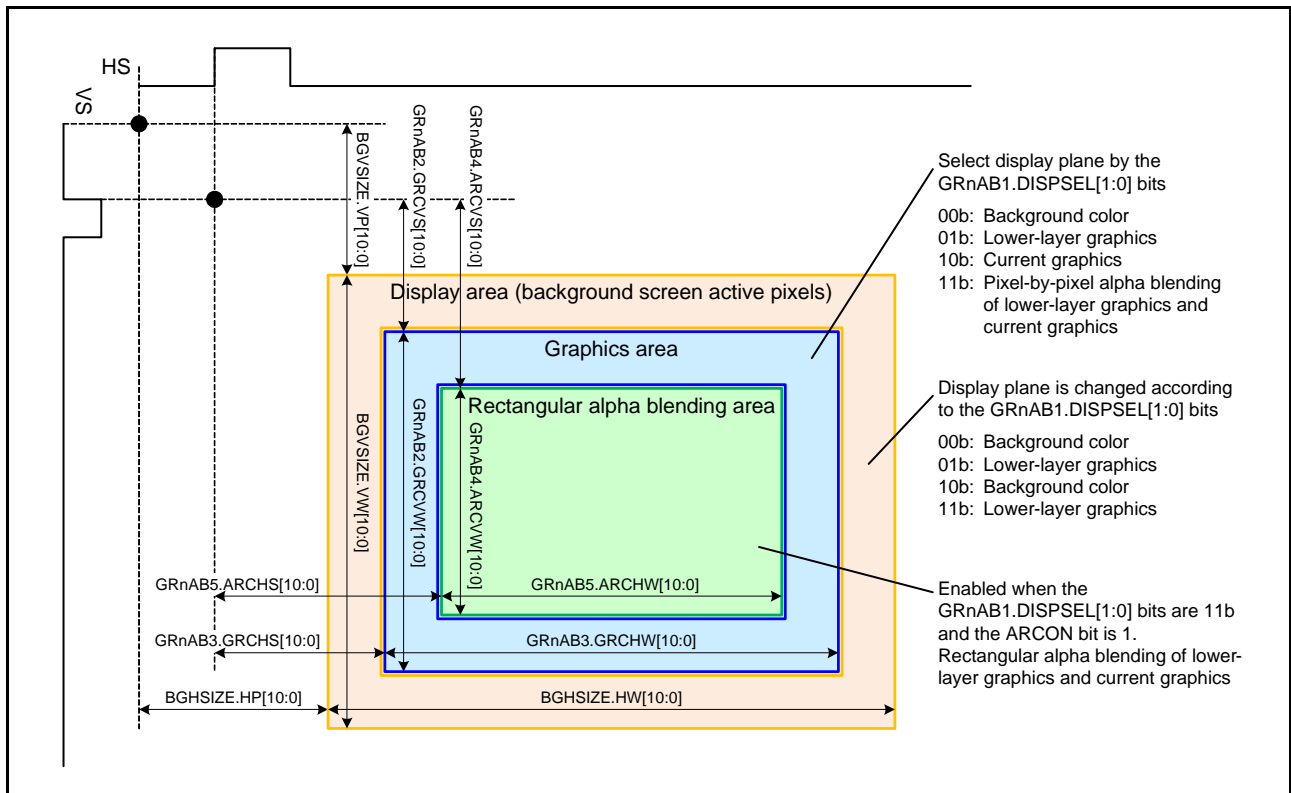 HS
VS
BGVSIZE.VP[10:0]
GRnAB2.GRCVS[10:0]
GRnAB4.ARCVS[10:0]
Display area (background screen active pixels)
Graphics area
Rectangular alpha blending area
BGVSIZE.VW[10:0]
GRnAB2.GRCVW[10:0]
GRnAB4.ARCVW[10:0]
GRnAB5.ARCHS[10:0]
GRnAB5.ARCHW[10:0]
GRnAB3.GRCHS[10:0]
GRnAB3.GRCHW[10:0]
BGHSIZE.HP[10:0]
BGHSIZE.HW[10:0]
Select display plane by the
GRnAB1.DISPSEL[1:0] bits
00b: Background color
01b: Lower-layer graphics
10b: Current graphics
11b: Pixel-by-pixel alpha blending
of lower-layer graphics and
current graphics
Display plane is changed according
to the GRnAB1.DISPSEL[1:0] bits
00b: Background color
01b: Lower-layer graphics
10b: Background color
11b: Lower-layer graphics
Enabled when the
GRnAB1.DISPSEL[1:0] bits are 11b
and the ARCON bit is 1.
Rectangular alpha blending of lower-
layer graphics and current graphics